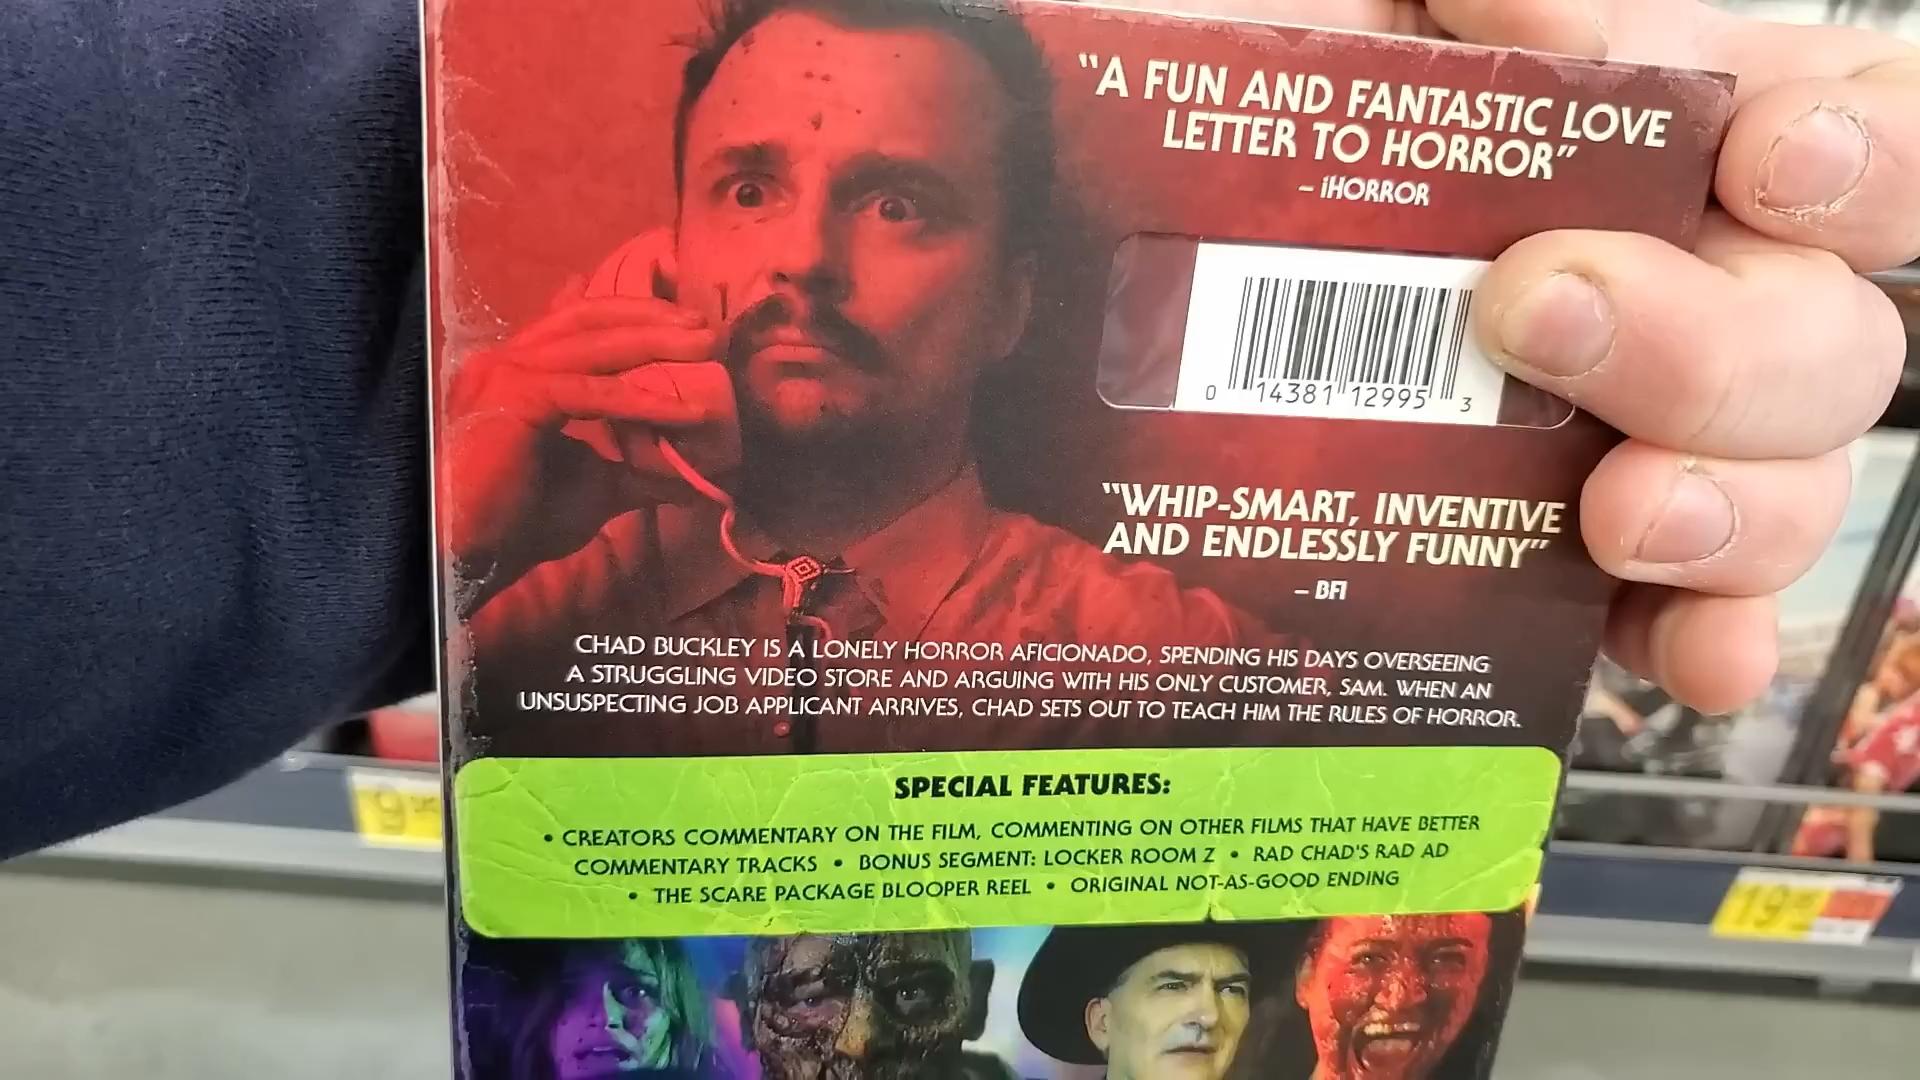 "A FUN AND FANTASTIC LOVE
LETTER TO HORROR"
– iHORROR
0 14381 12995 3
"WHIP-SMART, INVENTIVE
AND ENDLESSLY FUNNY"
– BFI
CHAD BUCKLEY IS A LONELY HORROR AFICIONADO, SPENDING HIS DAYS OVERSEEING
A STRUGGLING VIDEO STORE AND ARGUING WITH HIS ONLY CUSTOMER, SAM. WHEN AN
UNSUSPECTING JOB APPLICANT ARRIVES, CHAD SETS OUT TO TEACH HIM THE RULES OF HORROR.
SPECIAL FEATURES:
• CREATORS COMMENTARY ON THE FILM, COMMENTING ON OTHER FILMS THAT HAVE BETTER
COMMENTARY TRACKS • BONUS SEGMENT: LOCKER ROOM Z • RAD CHAD'S RAD AD
• THE SCARE PACKAGE BLOOPER REEL • ORIGINAL NOT-AS-GOOD ENDING
9
19